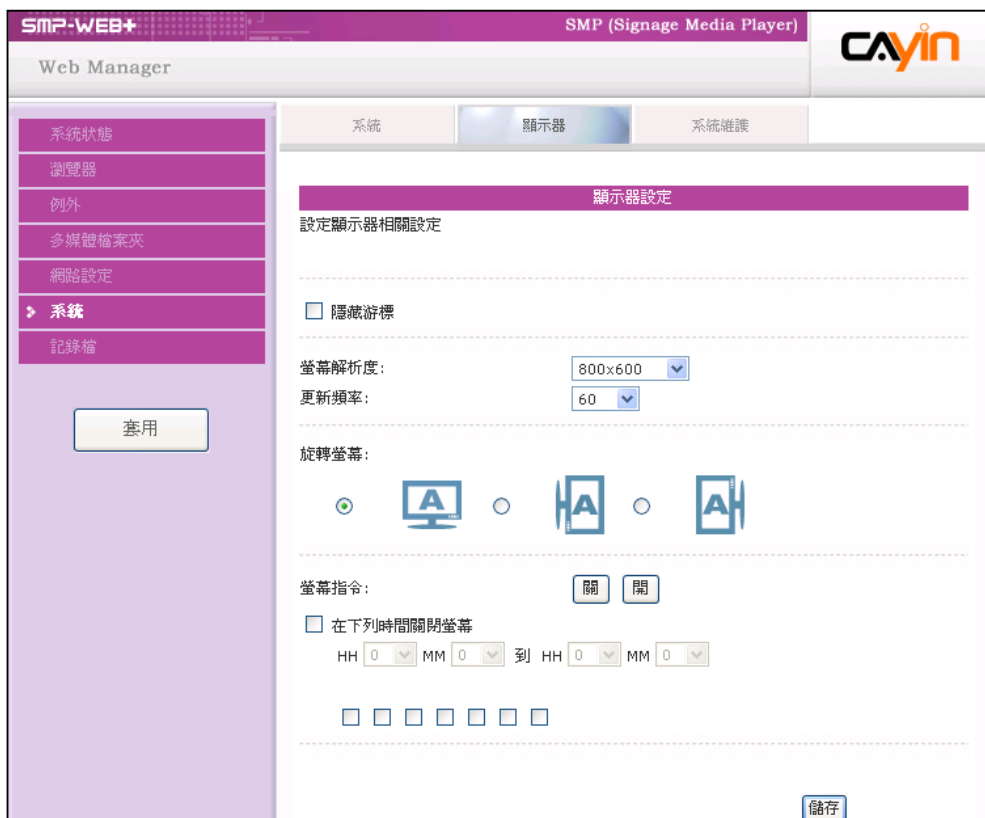 SMP-WEB+
SMP (Signage Media Player)
CAYin
Web Manager
系統狀態
瀏覽器
例外
多媒體檔案夾
網路設定
系統
記錄檔
套用
系統
顯示器
系統維護
顯示器設定
設定顯示器相關設定
隱藏游標
螢幕解析度:
800x600
更新頻率:
60
旋轉螢幕:
A
A
A
螢幕指令:
關
開
在下列時間關閉螢幕
HH 0 MM 0 到 HH 0 MM 0
儲存